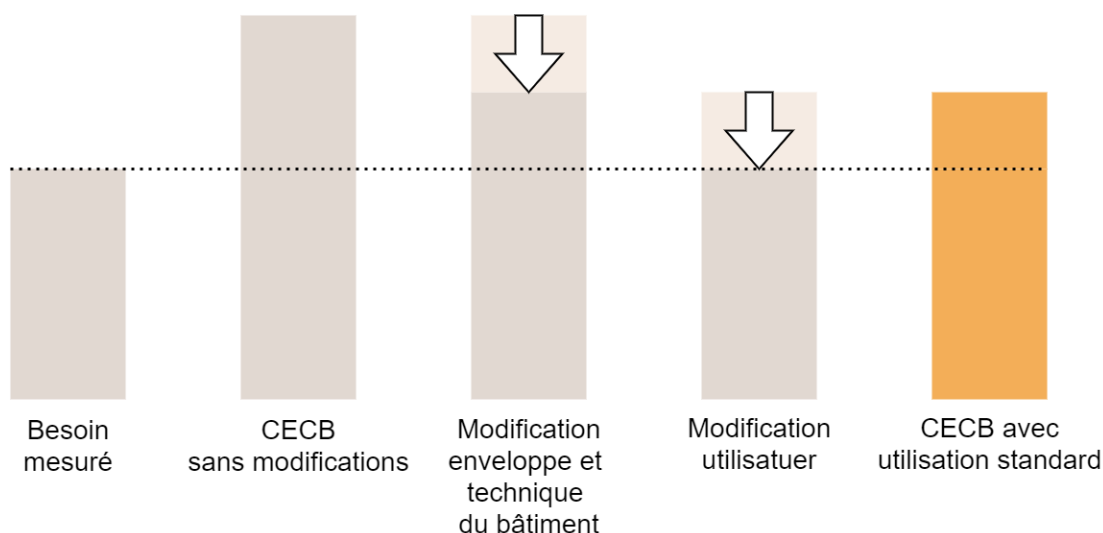 Besoin
mesuré
CECB
sans modifications
Modification
enveloppe et
technique
du bâtiment
Modification
utilisatuer
CECB avec
utilisation standard